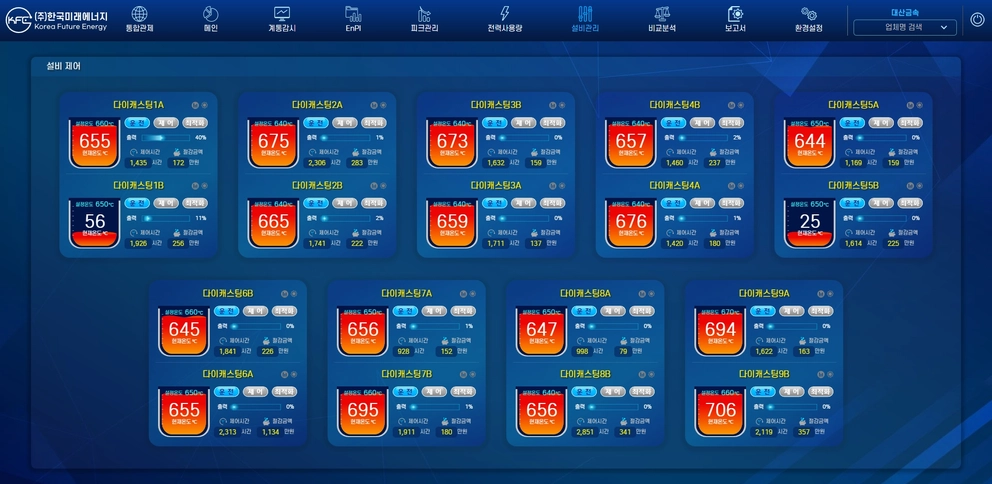 KFE (주)한국미래에너지
Korea Future Energy
통합관제 메인 계통감시 EnPI 피크관리 전력사용량 설비관리 비교분석 보고서 환경설정
대산금속
업체명 검색
설비 제어
다이캐스팅1A
설정온도 660℃ 운 전 제 어 최적화
655 출력 40%
현재온도 ℃ 제어시간 절감금액
1,435 시간 172 만원
다이캐스팅1B
설정온도 650℃ 운 전 제 어 최적화
56 출력 11%
현재온도 ℃ 제어시간 절감금액
1,926 시간 256 만원
다이캐스팅2A
설정온도 640℃ 운 전 제 어 최적화
675 출력 1%
현재온도 ℃ 제어시간 절감금액
2,306 시간 283 만원
다이캐스팅2B
설정온도 640℃ 운 전 제 어 최적화
665 출력 2%
현재온도 ℃ 제어시간 절감금액
1,741 시간 222 만원
다이캐스팅3B
설정온도 640℃ 운 전 제 어 최적화
673 출력 0%
현재온도 ℃ 제어시간 절감금액
1,632 시간 159 만원
다이캐스팅3A
설정온도 640℃ 운 전 제 어 최적화
659 출력 0%
현재온도 ℃ 제어시간 절감금액
1,711 시간 137 만원
다이캐스팅4B
설정온도 640℃ 운 전 제 어 최적화
657 출력 2%
현재온도 ℃ 제어시간 절감금액
1,460 시간 237 만원
다이캐스팅4A
설정온도 640℃ 운 전 제 어 최적화
676 출력 1%
현재온도 ℃ 제어시간 절감금액
1,420 시간 180 만원
다이캐스팅5A
설정온도 650℃ 운 전 제 어 최적화
644 출력 0%
현재온도 ℃ 제어시간 절감금액
1,169 시간 159 만원
다이캐스팅5B
설정온도 650℃ 운 전 제 어 최적화
25 출력 0%
현재온도 ℃ 제어시간 절감금액
1,614 시간 225 만원
다이캐스팅6B
설정온도 660℃ 운 전 제 어 최적화
645 출력 0%
현재온도 ℃ 제어시간 절감금액
1,841 시간 226 만원
다이캐스팅6A
설정온도 650℃ 운 전 제 어 최적화
655 출력 0%
현재온도 ℃ 제어시간 절감금액
2,313 시간 1,134 만원
다이캐스팅7A
설정온도 650℃ 운 전 제 어 최적화
656 출력 1%
현재온도 ℃ 제어시간 절감금액
928 시간 152 만원
다이캐스팅7B
설정온도 660℃ 운 전 제 어 최적화
695 출력 1%
현재온도 ℃ 제어시간 절감금액
1,911 시간 180 만원
다이캐스팅8A
설정온도 650℃ 운 전 제 어 최적화
647 출력 0%
현재온도 ℃ 제어시간 절감금액
998 시간 79 만원
다이캐스팅8B
설정온도 640℃ 운 전 제 어 최적화
656 출력 0%
현재온도 ℃ 제어시간 절감금액
2,851 시간 341 만원
다이캐스팅9A
설정온도 670℃ 운 전 제 어 최적화
694 출력 0%
현재온도 ℃ 제어시간 절감금액
1,622 시간 163 만원
다이캐스팅9B
설정온도 660℃ 운 전 제 어 최적화
706 출력 0%
현재온도 ℃ 제어시간 절감금액
2,119 시간 357 만원